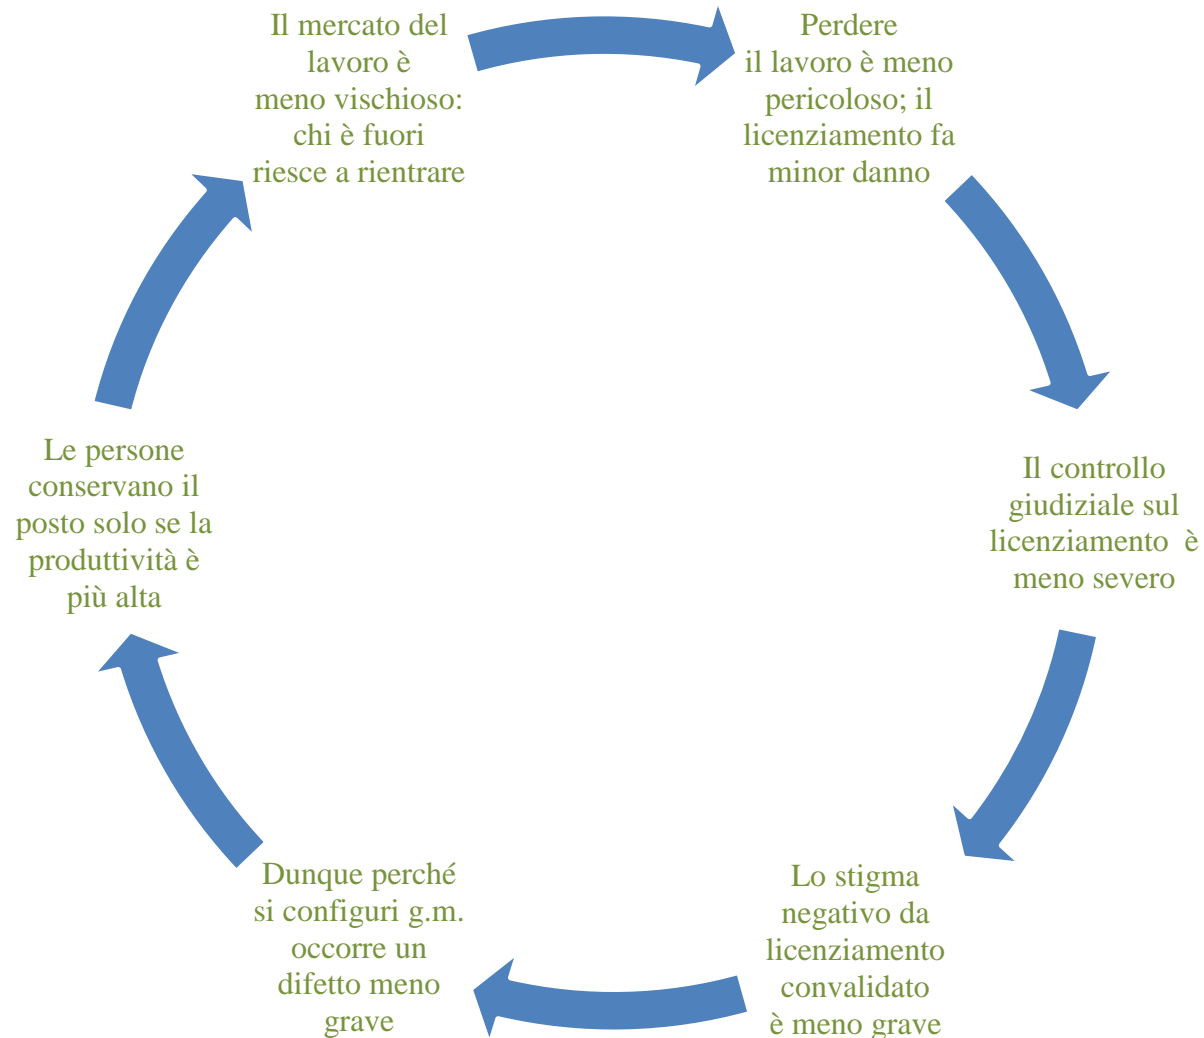 Il mercato del
lavoro è
meno vischioso:
chi è fuori
riesce a rientrare
Perdere
il lavoro è meno
pericoloso; il
licenziamento fa
minor danno
Il controllo
giudiziale sul
licenziamento è
meno severo
Lo stigma
negativo da
licenziamento
convalidato
è meno grave
Dunque perché
si configuri g.m.
occorre un
difetto meno
grave
Le persone
conservano il
posto solo se la
produttività è
più alta